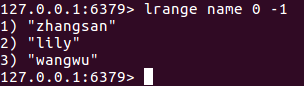 127.0.0.1:6379> lrange name 0 -1
1) "zhangsan"
2) "lily"
3) "wangwu"
127.0.0.1:6379>